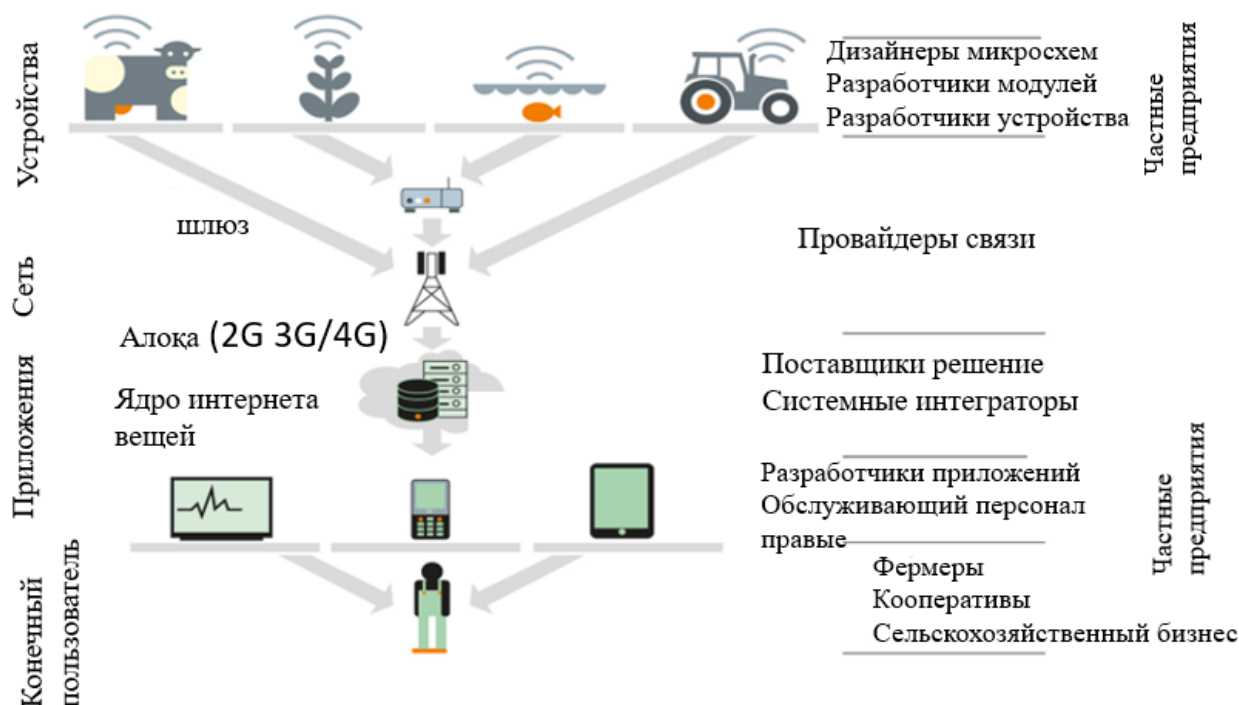 Устройства
Дизайнеры микросхем
Разработчики модулей
Разработчики устройства
Частные
предприятия
шлюз
Сеть
Провайдеры связи
Алоқа (2G 3G/4G)
Приложения
Ядро интернета
вещей
Поставщики решение
Системные интеграторы
Разработчики приложений
Обслуживающий персонал
правые
Частные
предприятия
Конечный
пользователь
Фермеры
Кооперативы
Сельскохозяйственный бизнес